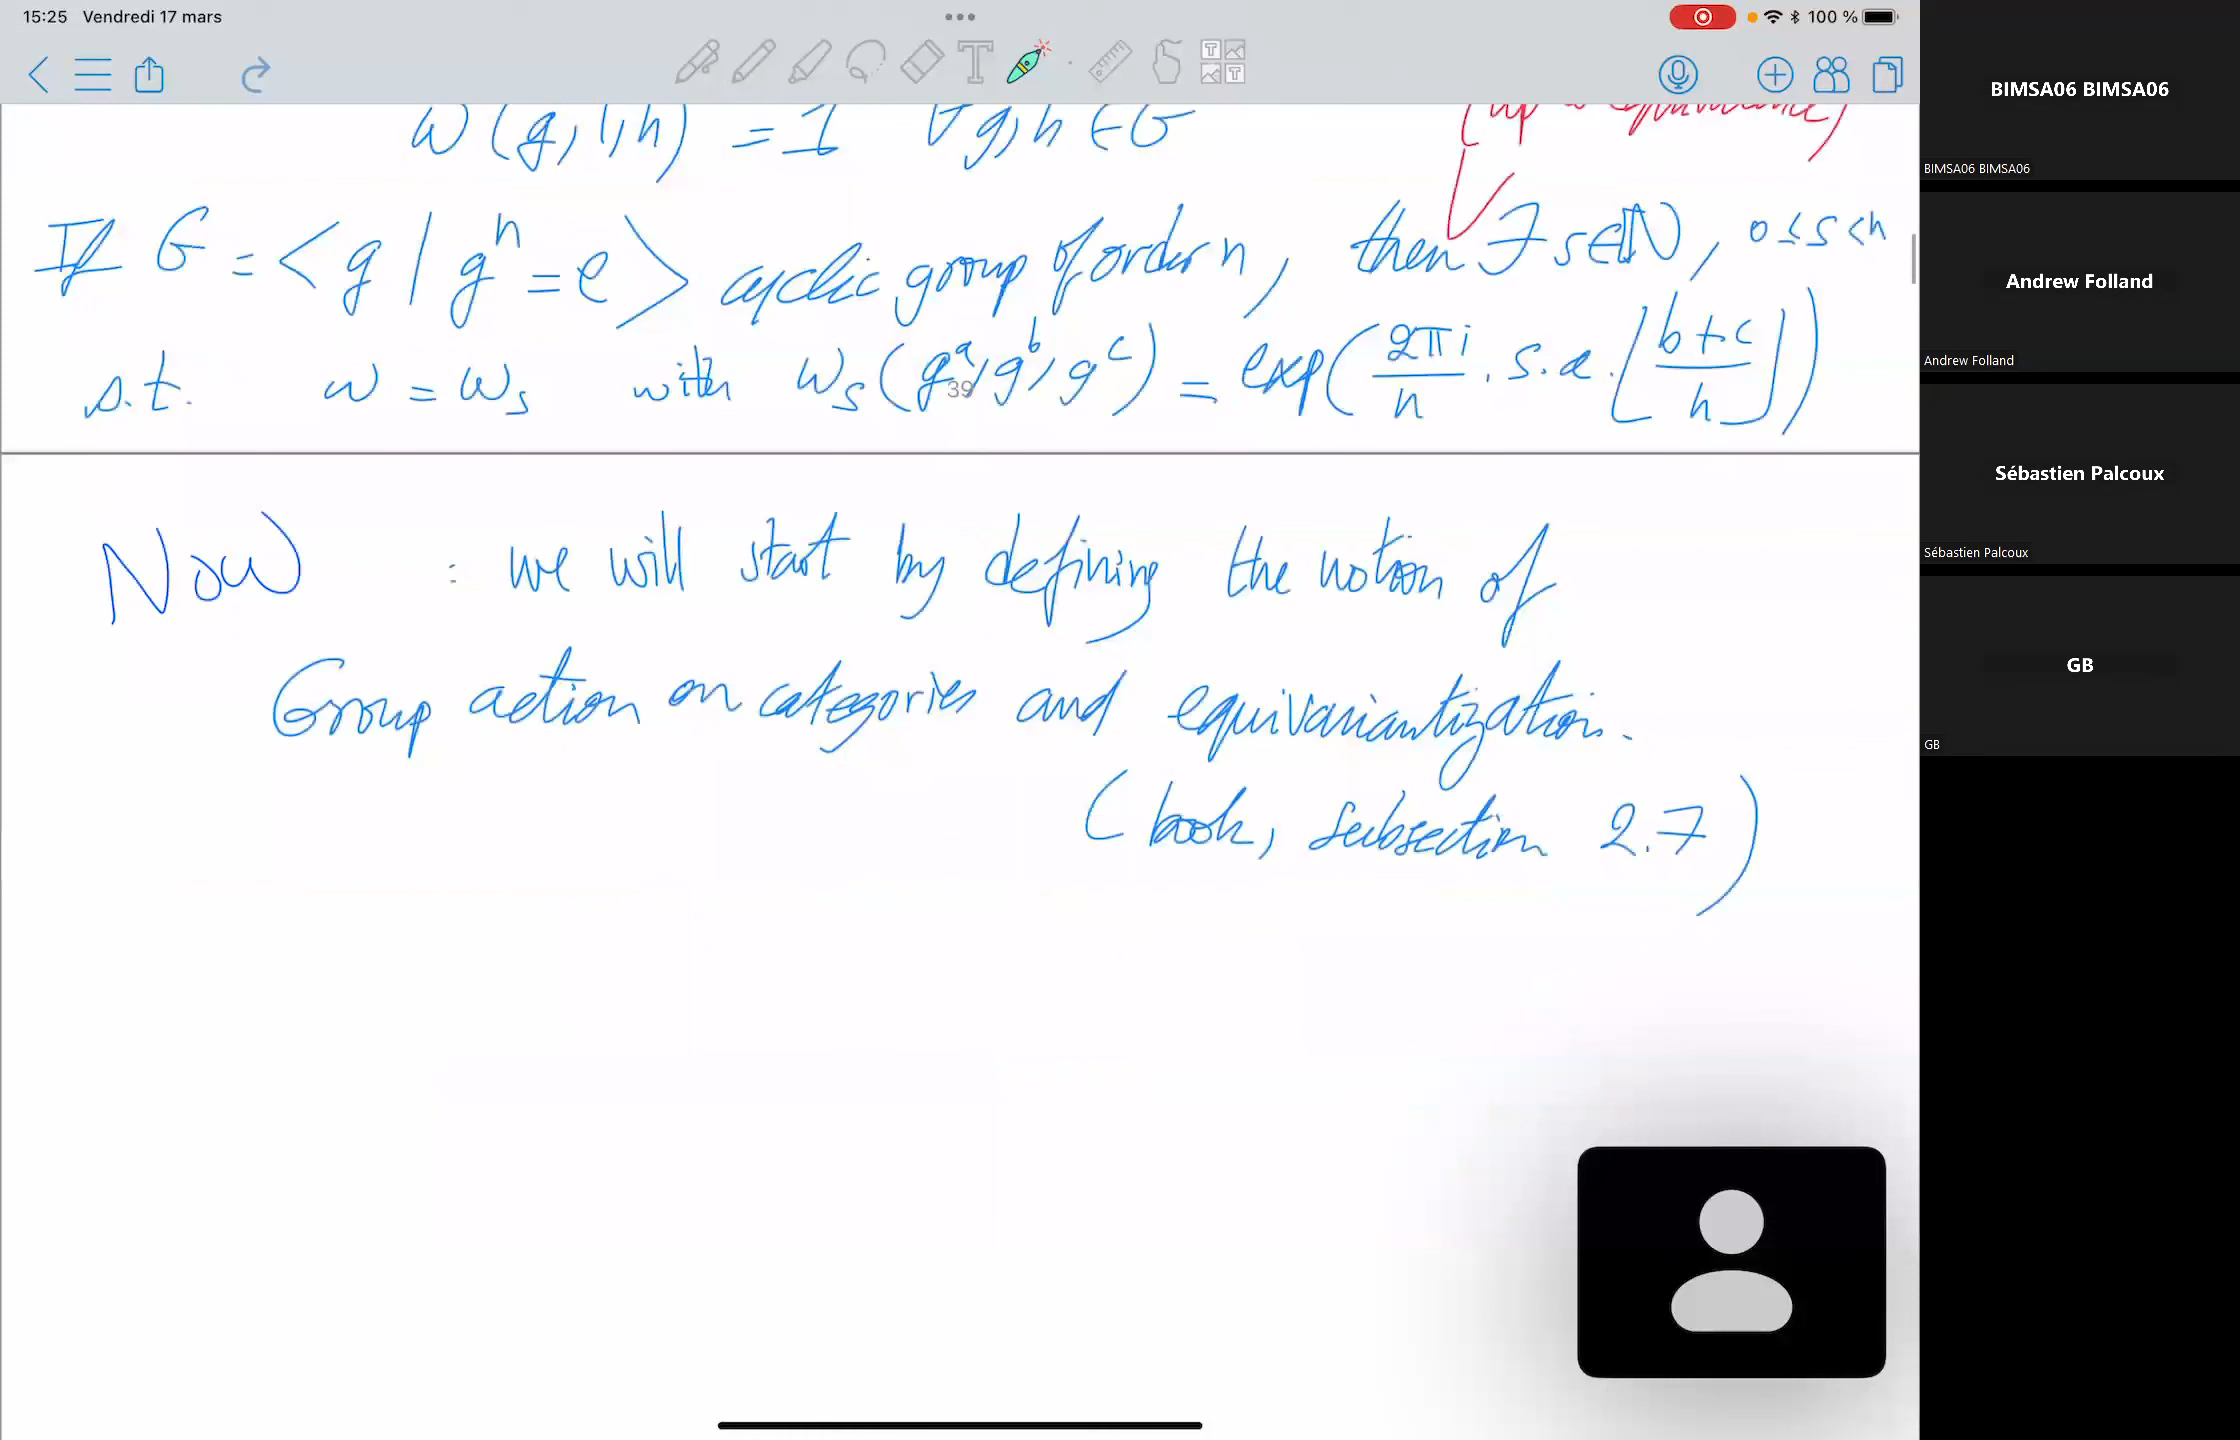 15:25 Vendredi 17 mars
100 %
ω(g,1,h) = 1 ∀g,h ∈ G
(up to equivalence)
If G = <g | gⁿ = e> cyclic group of order n, then ∃ s∈ℕ, 0≤s<n
s.t. ω = ωₛ with ωₛ(gᵃ,gᵇ,gᶜ) = exp(2πi/n . s.a.⌊(b+c)/n⌋)
39
Now : we will start by defining the notion of
Group action on categories and equivariantization.
(book, subsection 2.7)
BIMSA06 BIMSA06
BIMSA06 BIMSA06
Andrew Folland
Andrew Folland
Sébastien Palcoux
Sébastien Palcoux
GB
GB